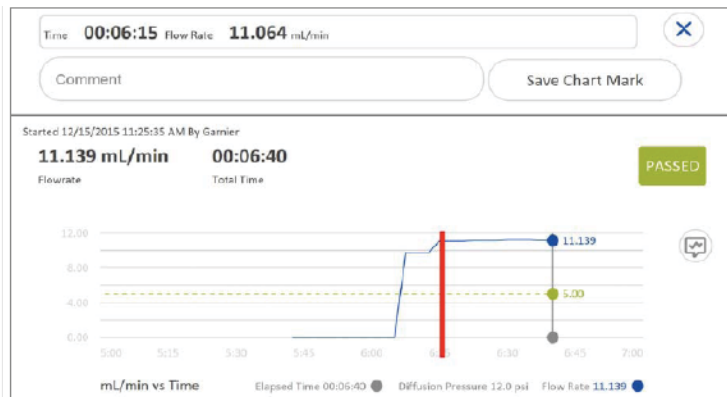 Time 00:06:15 Flow Rate 11.064 mL/min
Comment
Save Chart Mark
Started 12/15/2015 11:25:35 AM By Garnier
11.139 mL/min 00:06:40
Flowrate Total Time
PASSED
12.00
11.139
8.00
5.00
4.00
0.00
5:00 5:15 5:30 5:45 6:00 6:30 6:45 7:00
mL/min vs Time Elapsed Time 00:06:40 Diffusion Pressure 12.0 psi Flow Rate 11.139